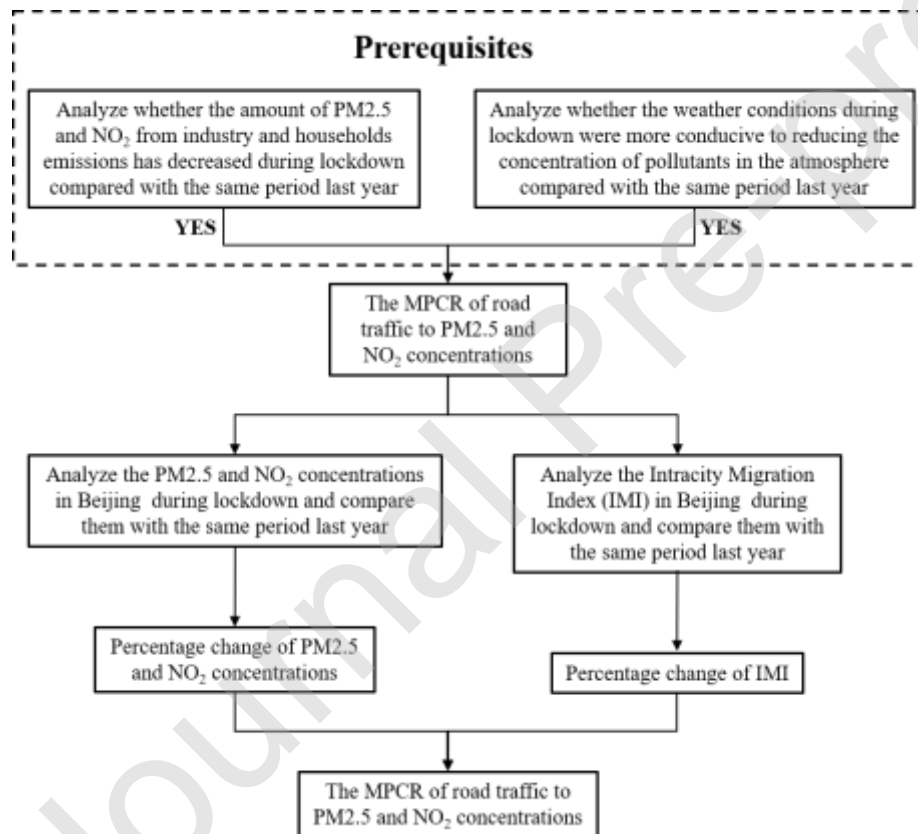 Prerequisites
Analyze whether the amount of PM2.5
and NO₂ from industry and households
emissions has decreased during lockdown
compared with the same period last year
Analyze whether the weather conditions during
lockdown were more conducive to reducing the
concentration of pollutants in the atmosphere
compared with the same period last year
YES
YES
The MPCR of road
traffic to PM2.5 and
NO₂ concentrations
Analyze the PM2.5 and NO₂ concentrations
in Beijing during lockdown and compare
them with the same period last year
Analyze the Intracity Migration
Index (IMI) in Beijing during
lockdown and compare them with
the same period last year
Percentage change of PM2.5
and NO₂ concentrations
Percentage change of IMI
The MPCR of road traffic to
PM2.5 and NO₂ concentrations
Journal Pre-pre